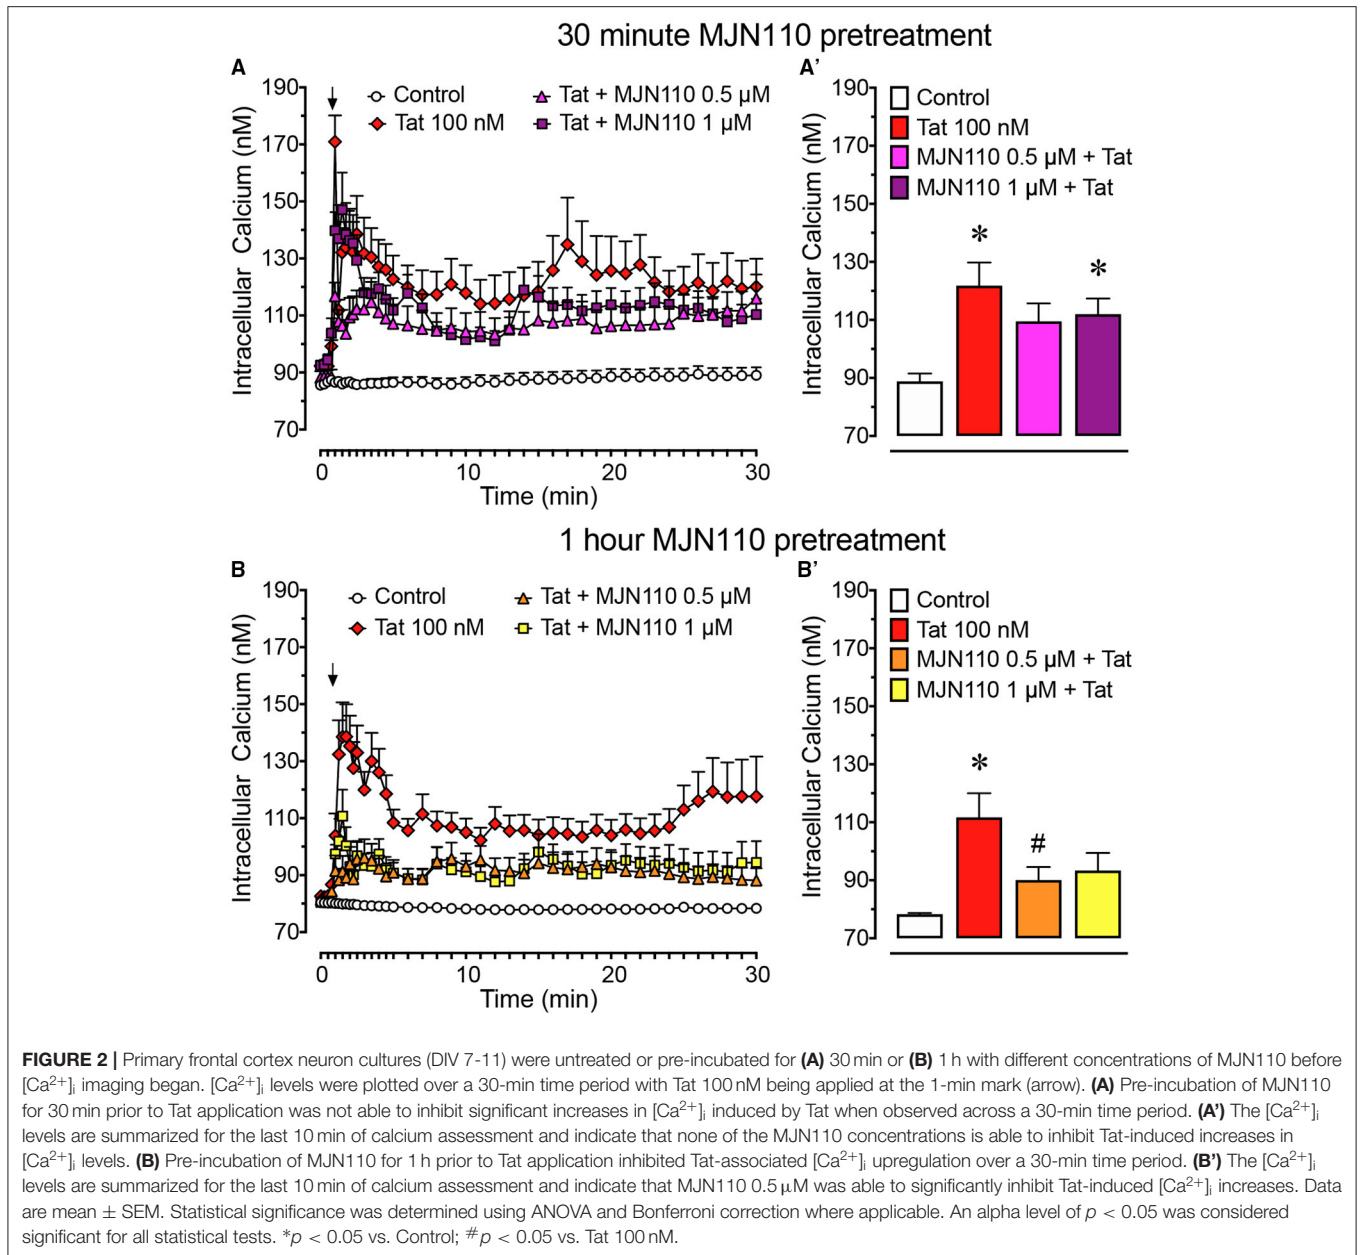 30 minute MJN110 pretreatment
A
A'
190
170
150
130
110
90
70
Intracellular Calcium (nM)
Control
Tat 100 nM
Tat + MJN110 0.5 µM
Tat + MJN110 1 µM
0
10
20
30
Time (min)
190
170
150
130
110
90
70
Intracellular Calcium (nM)
Control
Tat 100 nM
MJN110 0.5 µM + Tat
MJN110 1 µM + Tat
*
*
1 hour MJN110 pretreatment
B
B'
190
170
150
130
110
90
70
Intracellular Calcium (nM)
Control
Tat 100 nM
Tat + MJN110 0.5 µM
Tat + MJN110 1 µM
0
10
20
30
Time (min)
190
170
150
130
110
90
70
Intracellular Calcium (nM)
Control
Tat 100 nM
MJN110 0.5 µM + Tat
MJN110 1 µM + Tat
*
#
FIGURE 2 | Primary frontal cortex neuron cultures (DIV 7-11) were untreated or pre-incubated for (A) 30 min or (B) 1 h with different concentrations of MJN110 before
[Ca²⁺]ᵢ imaging began. [Ca²⁺]ᵢ levels were plotted over a 30-min time period with Tat 100 nM being applied at the 1-min mark (arrow). (A) Pre-incubation of MJN110
for 30 min prior to Tat application was not able to inhibit significant increases in [Ca²⁺]ᵢ induced by Tat when observed across a 30-min time period. (A') The [Ca²⁺]ᵢ
levels are summarized for the last 10 min of calcium assessment and indicate that none of the MJN110 concentrations is able to inhibit Tat-induced increases in
[Ca²⁺]ᵢ levels. (B) Pre-incubation of MJN110 for 1 h prior to Tat application inhibited Tat-associated [Ca²⁺]ᵢ upregulation over a 30-min time period. (B') The [Ca²⁺]ᵢ
levels are summarized for the last 10 min of calcium assessment and indicate that MJN110 0.5 µM was able to significantly inhibit Tat-induced [Ca²⁺]ᵢ increases. Data
are mean ± SEM. Statistical significance was determined using ANOVA and Bonferroni correction where applicable. An alpha level of p < 0.05 was considered
significant for all statistical tests. *p < 0.05 vs. Control; #p < 0.05 vs. Tat 100 nM.